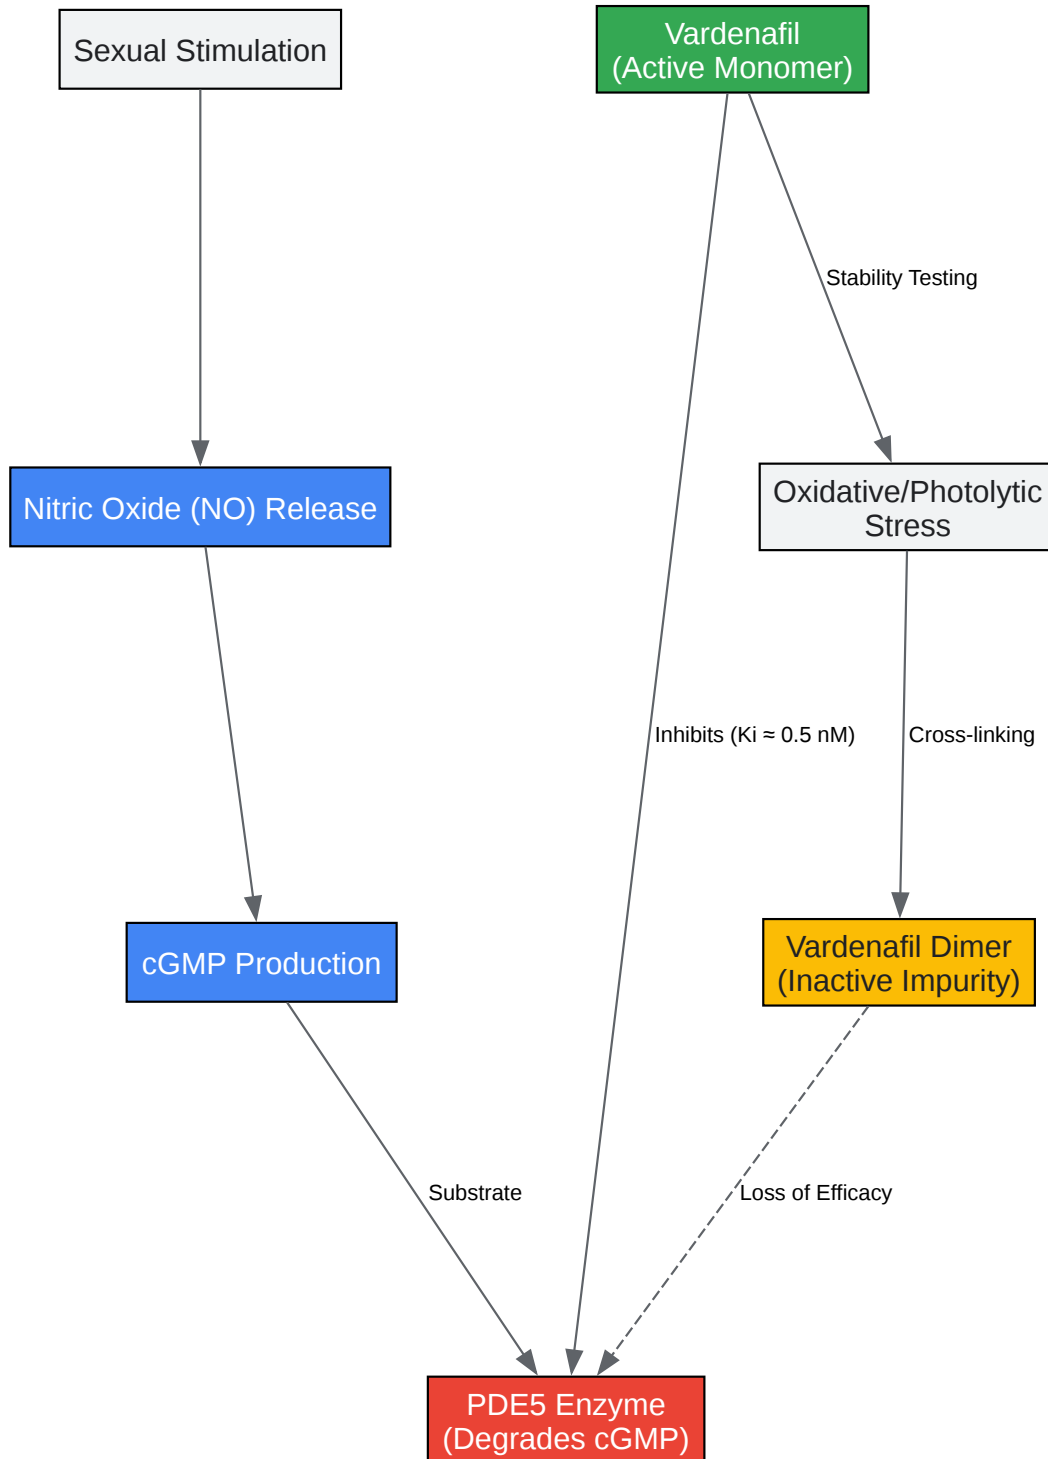 Sexual Stimulation
Vardenafil
(Active Monomer)
Stability Testing
Nitric Oxide (NO) Release
Oxidative/Photolytic
Stress
Inhibits (Ki ≈ 0.5 nM)
Cross-linking
cGMP Production
Vardenafil Dimer
(Inactive Impurity)
Substrate
Loss of Efficacy
PDE5 Enzyme
(Degrades cGMP)